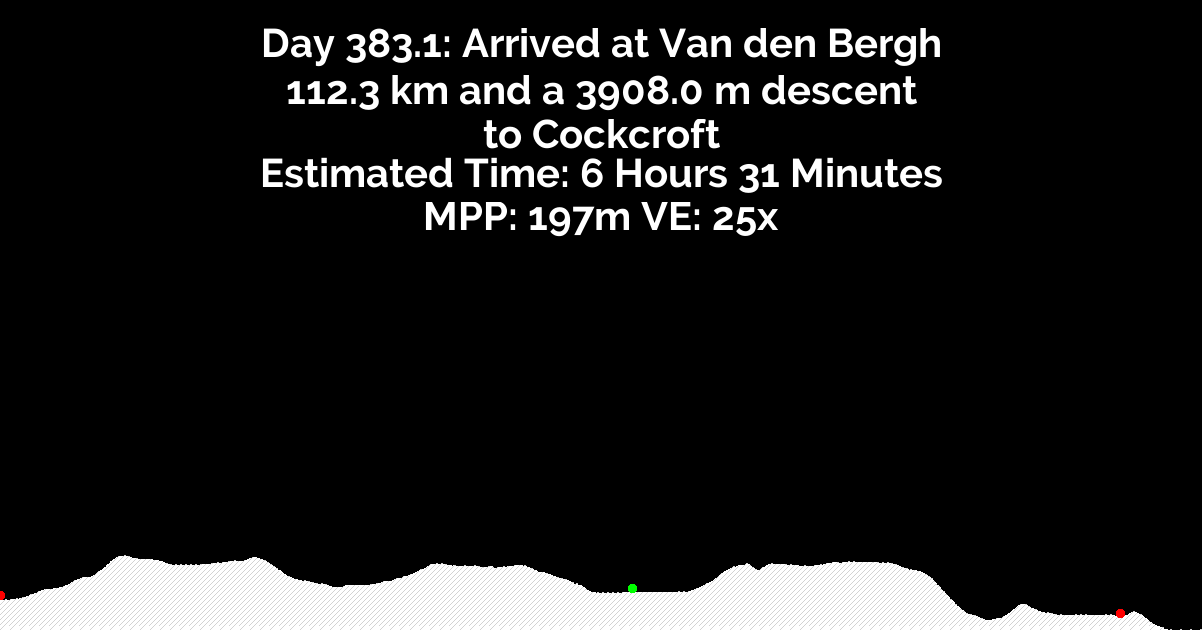 Day 383.1: Arrived at Van den Bergh
112.3 km and a 3908.0 m descent
to Cockcroft
Estimated Time: 6 Hours 31 Minutes
MPP: 197m VE: 25x